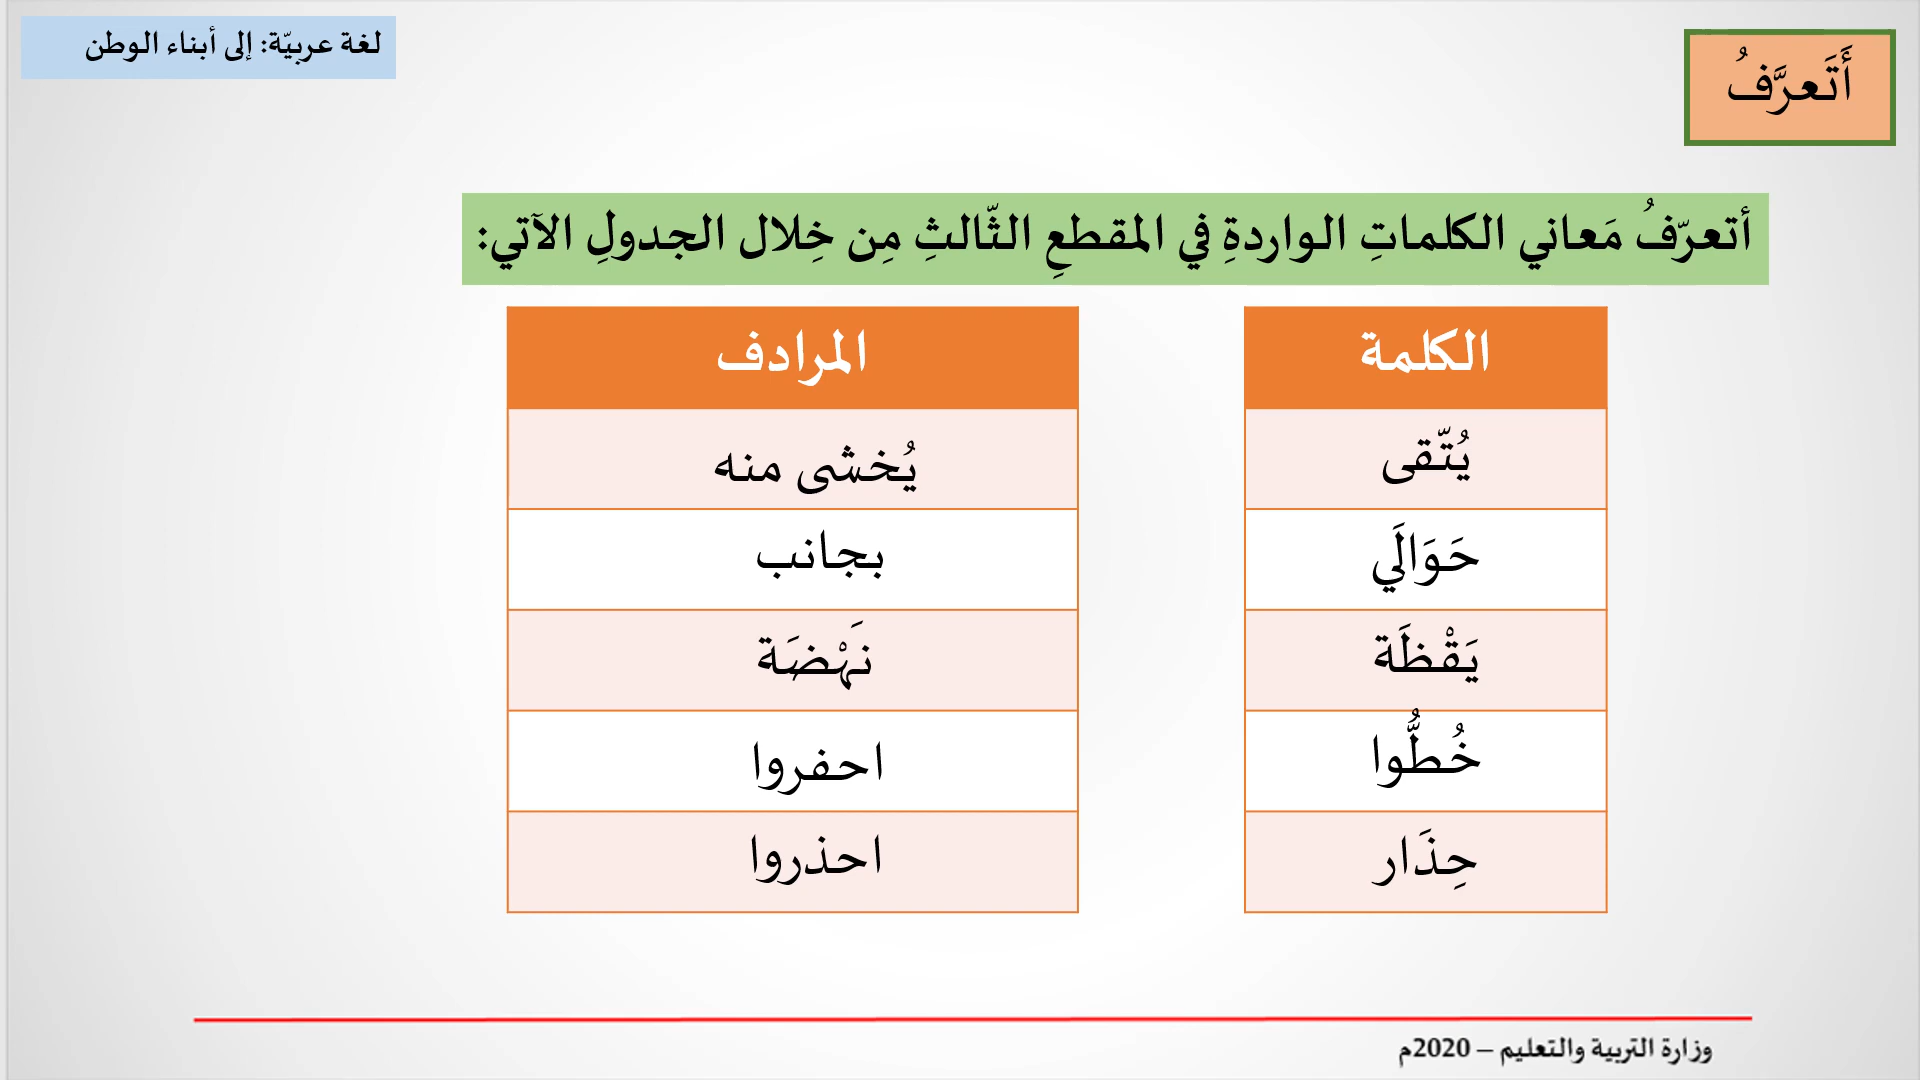 لغة عربيّة: إلى أبناء الوطن
أَتَعرَّفُ
أتعرّفُ مَعاني الكلماتِ الواردةِ في المقطعِ الثّالثِ مِن خِلال الجدولِ الآتي:
الكلمة المرادف
يُتّقى يُخشى منه
حَوَالَي بجانب
يَقْظَة نَهْضَة
خُطُّوا احفروا
حِذَار احذروا
وزارة التربية والتعليم – 2020م